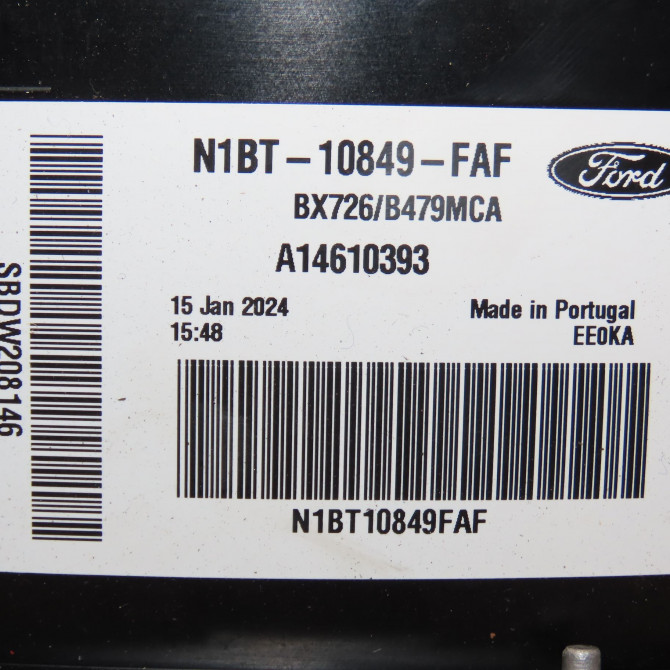 N1BT-10849-FAF
Ford
BX726/B479MCA
A14610393
15 Jan 2024
15:48
Made in Portugal
EE0KA
SBDW208146
N1BT10849FAF